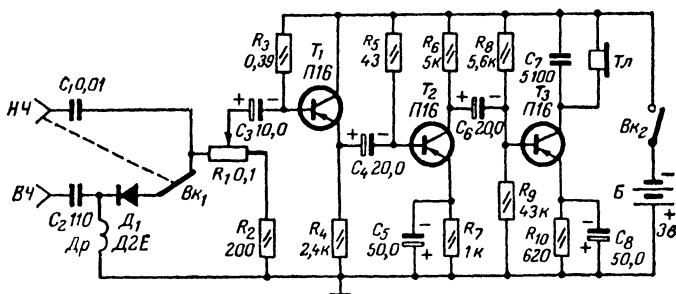 R₃
0,39
T₁
П16
R₅
43
R₆
5к
R₈
5,6к
C₇
5100
Тл
C₁ 0,01
НЧ
+ −
C₃ 10,0
T₂
П16
+ −
C₆ 20,0
T₃
П16
Вк₂
R₁ 0,1
Вк₁
+ −
C₄ 20,0
ВЧ
C₂ 110
Д₁
Д2Е
Др
R₂
200
R₄
2,4к
C₅
50,0
−
+
R₇
1к
R₉
43к
R₁₀
620
−
+
C₈
50,0
Б
−
+
3в